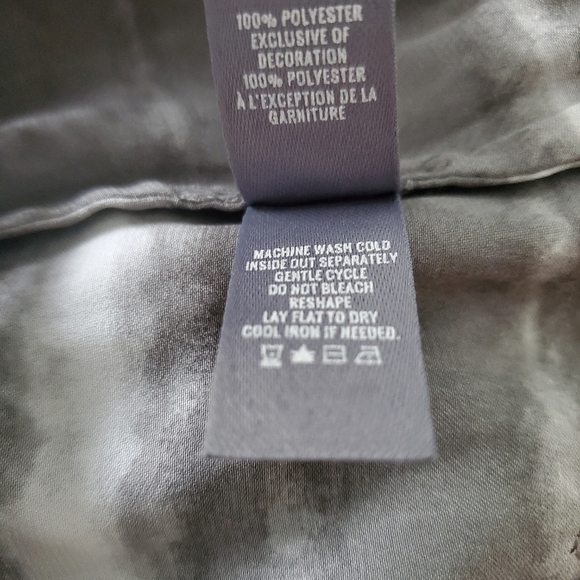 100% POLYESTER
EXCLUSIVE OF
DECORATION
100% POLYESTER
À L'EXCEPTION DE LA
GARNITURE
MACHINE WASH COLD
INSIDE OUT SEPARATELY
GENTLE CYCLE
DO NOT BLEACH
RESHAPE
LAY FLAT TO DRY
COOL IRON IF NEEDED.